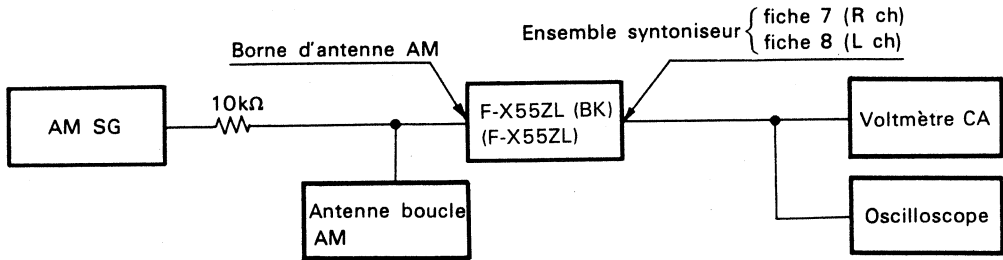 Ensemble syntoniseur
fiche 7 (R ch)
fiche 8 (L ch)
Borne d'antenne AM
AM SG
10kΩ
F-X55ZL (BK)
(F-X55ZL)
Voltmètre CA
Antenne boucle
AM
Oscilloscope